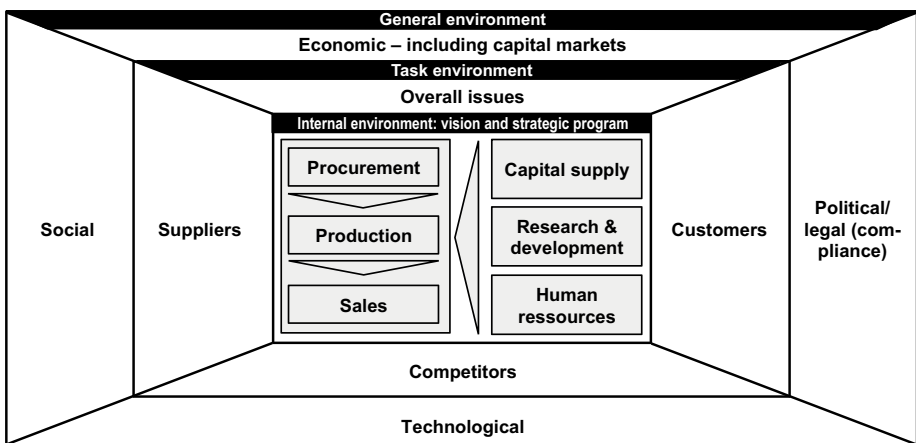 General environment
Economic – including capital markets
Task environment
Overall issues
Internal environment: vision and strategic program
Procurement
Production
Sales
Capital supply
Research &
development
Human
ressources
Social
Suppliers
Customers
Political/
legal (com-
pliance)
Competitors
Technological